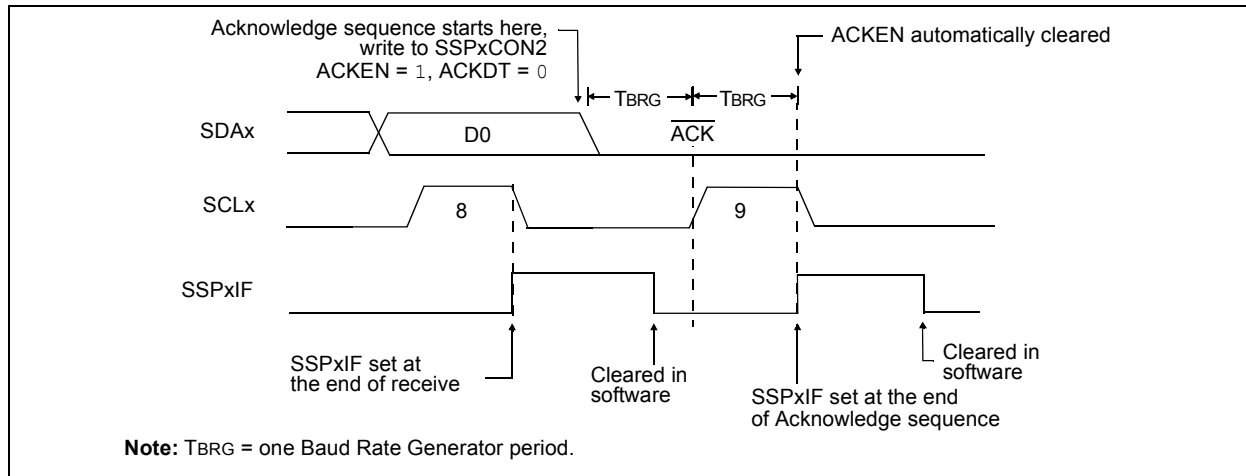 Acknowledge sequence starts here,
write to SSPxCON2
ACKEN = 1, ACKDT = 0
ACKEN automatically cleared
TBRG
TBRG
SDAx
D0
ACK
SCLx
8
9
SSPxIF
SSPxIF set at
the end of receive
Cleared in
software
SSPxIF set at the end
of Acknowledge sequence
Cleared in
software
Note: TBRG = one Baud Rate Generator period.